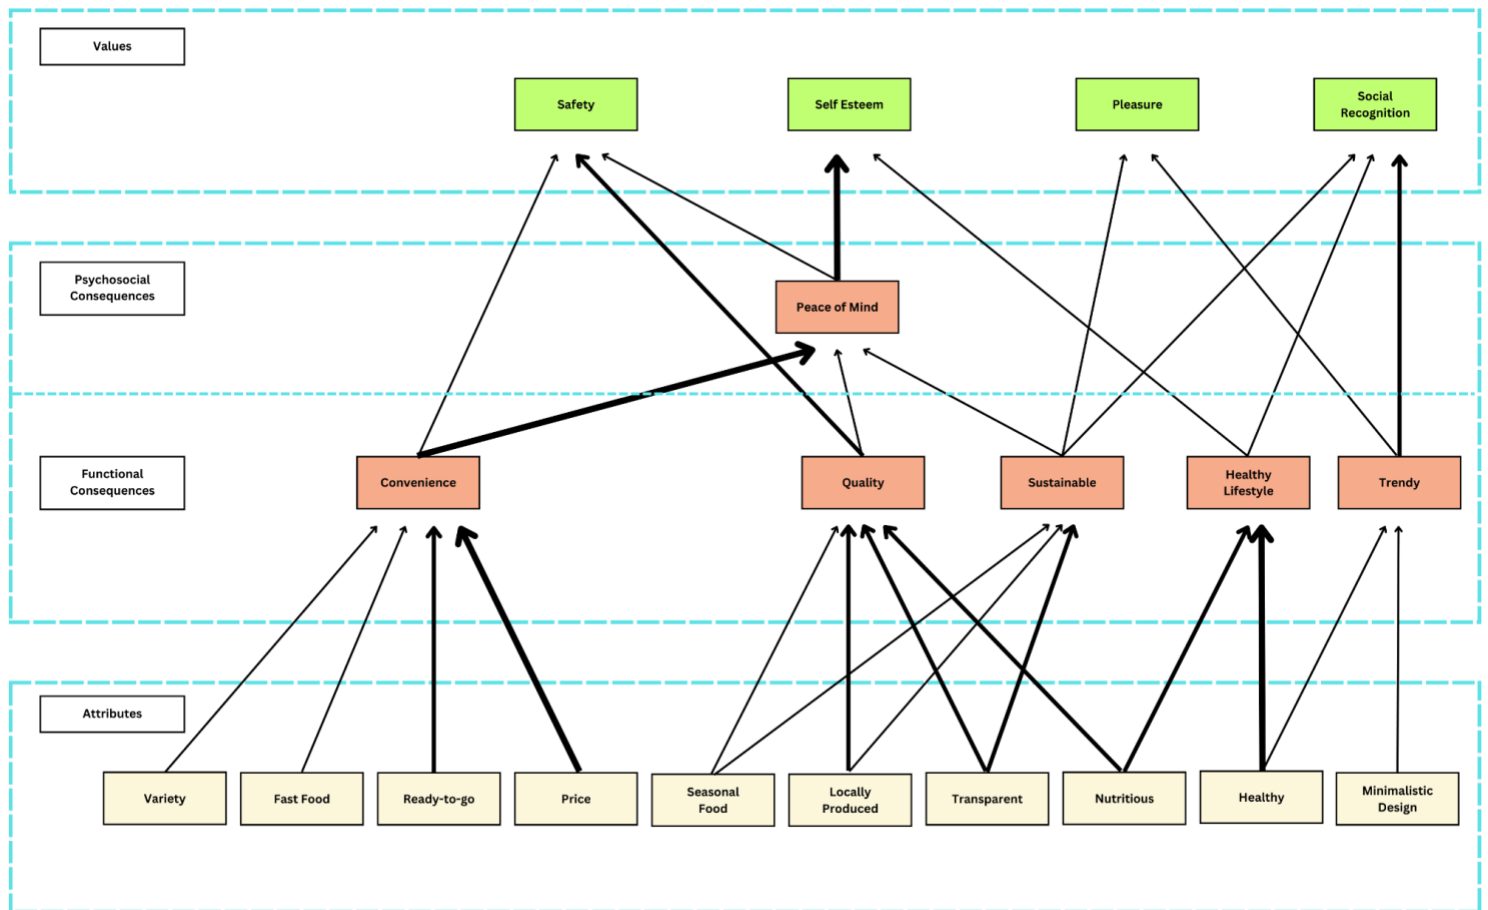 Values
Safety
Self Esteem
Pleasure
Social
Recognition
Psychosocial
Consequences
Peace of Mind
Functional
Consequences
Convenience
Quality
Sustainable
Healthy
Lifestyle
Trendy
Attributes
Variety
Fast Food
Ready-to-go
Price
Seasonal
Food
Locally
Produced
Transparent
Nutritious
Healthy
Minimalistic
Design